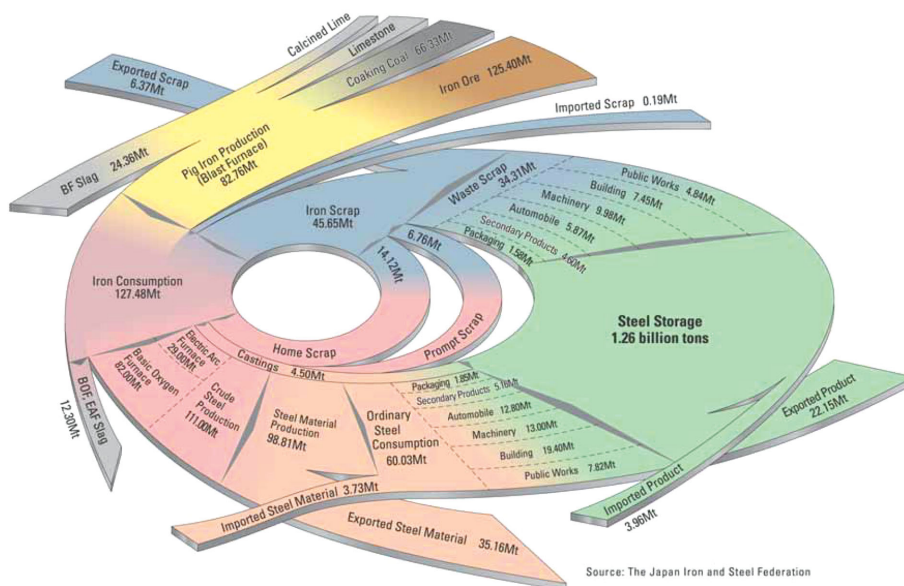 Calcined Lime
Limestone
Coaking Coal 66.33Mt
Iron Ore 125.40Mt
Exported Scrap
6.37Mt
Imported Scrap 0.19Mt
BF Slag 24.36Mt
Pig Iron Production
(Blast Furnace)
82.76Mt
Iron Scrap
45.65Mt
Waste Scrap
34.31Mt
Public Works 4.84Mt
Building 7.45Mt
Machinery 9.98Mt
Automobile 5.87Mt
Secondary Products 4.60Mt
Packaging 1.58Mt
14.12Mt
6.76Mt
Iron Consumption
127.48Mt
Steel Storage
1.26 billion tons
Home Scrap
Prompt Scrap
Electric Arc
Furnace
29.00Mt
Basic Oxygen
Furnace
82.00Mt
Castings 4.50Mt
Crude
Steel
Production
111.00Mt
Steel Material
Production
98.81Mt
Ordinary
Steel
Consumption
60.03Mt
Packaging 1.85Mt
Secondary Products 5.16Mt
Automobile 12.80Mt
Machinery 13.00Mt
Building 19.40Mt
Public Works 7.82Mt
BOF, EAF Slag
12.30Mt
Imported Steel Material 3.73Mt
Exported Steel Material 35.16Mt
Exported Product
22.15Mt
Imported Product
3.96Mt
Source: The Japan Iron and Steel Federation